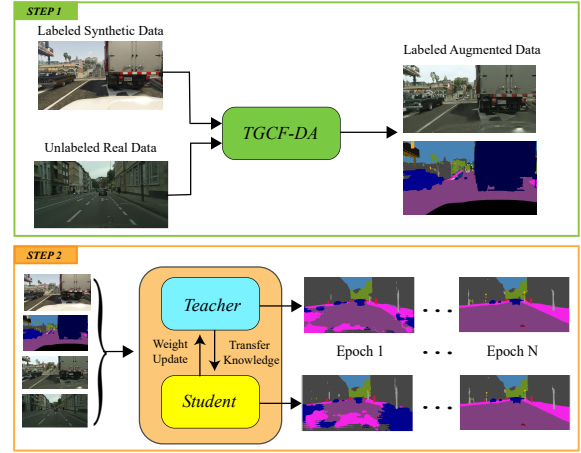 STEP 1
Labeled Synthetic Data
Labeled Augmented Data
TGCF-DA
Unlabeled Real Data
STEP 2
Teacher
Weight
Update
Transfer
Knowledge
Student
Epoch 1
Epoch N